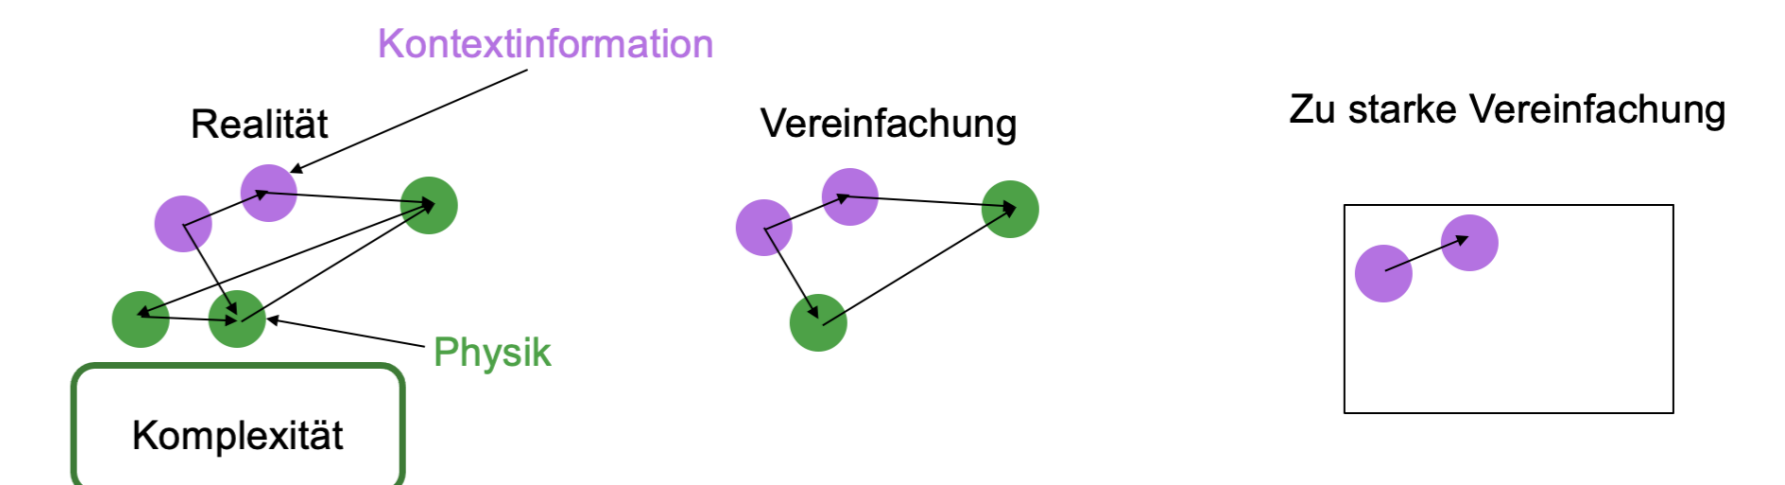 Kontextinformation
Realität
Vereinfachung
Zu starke Vereinfachung
Physik
Komplexität